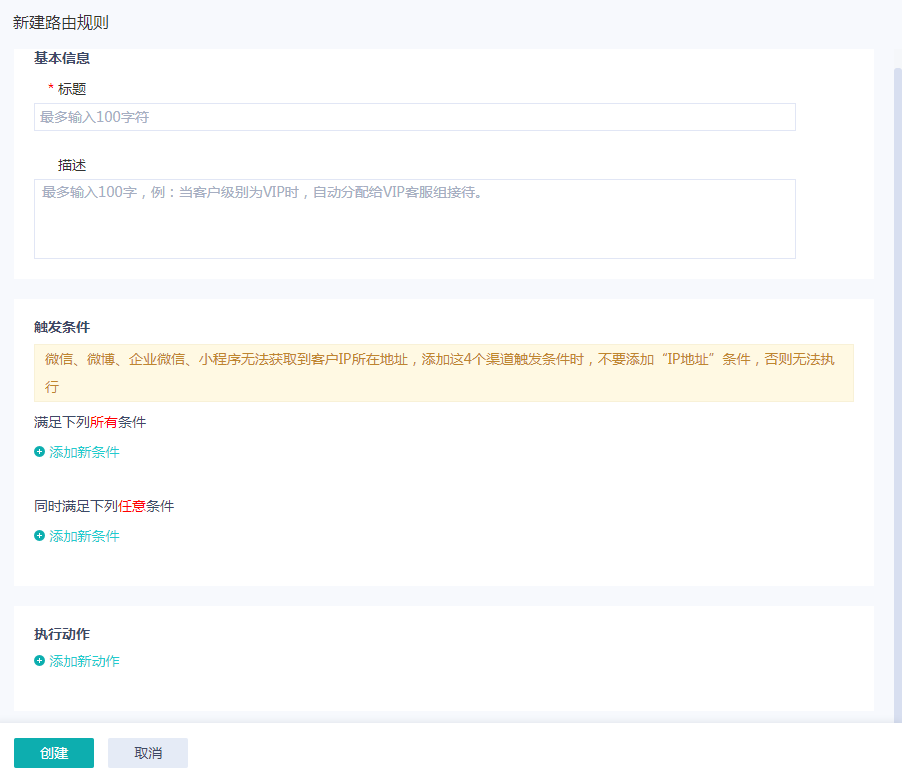 新建路由规则
基本信息
* 标题
最多输入100字符
描述
最多输入100字，例：当客户级别为VIP时，自动分配给VIP客服组接待。
触发条件
微信、微博、企业微信、小程序无法获取到客户IP所在地址，添加这4个渠道触发条件时，不要添加“IP地址”条件，否则无法执
行
满足下列所有条件
添加新条件
同时满足下列任意条件
添加新条件
执行动作
添加新动作
创建 取消